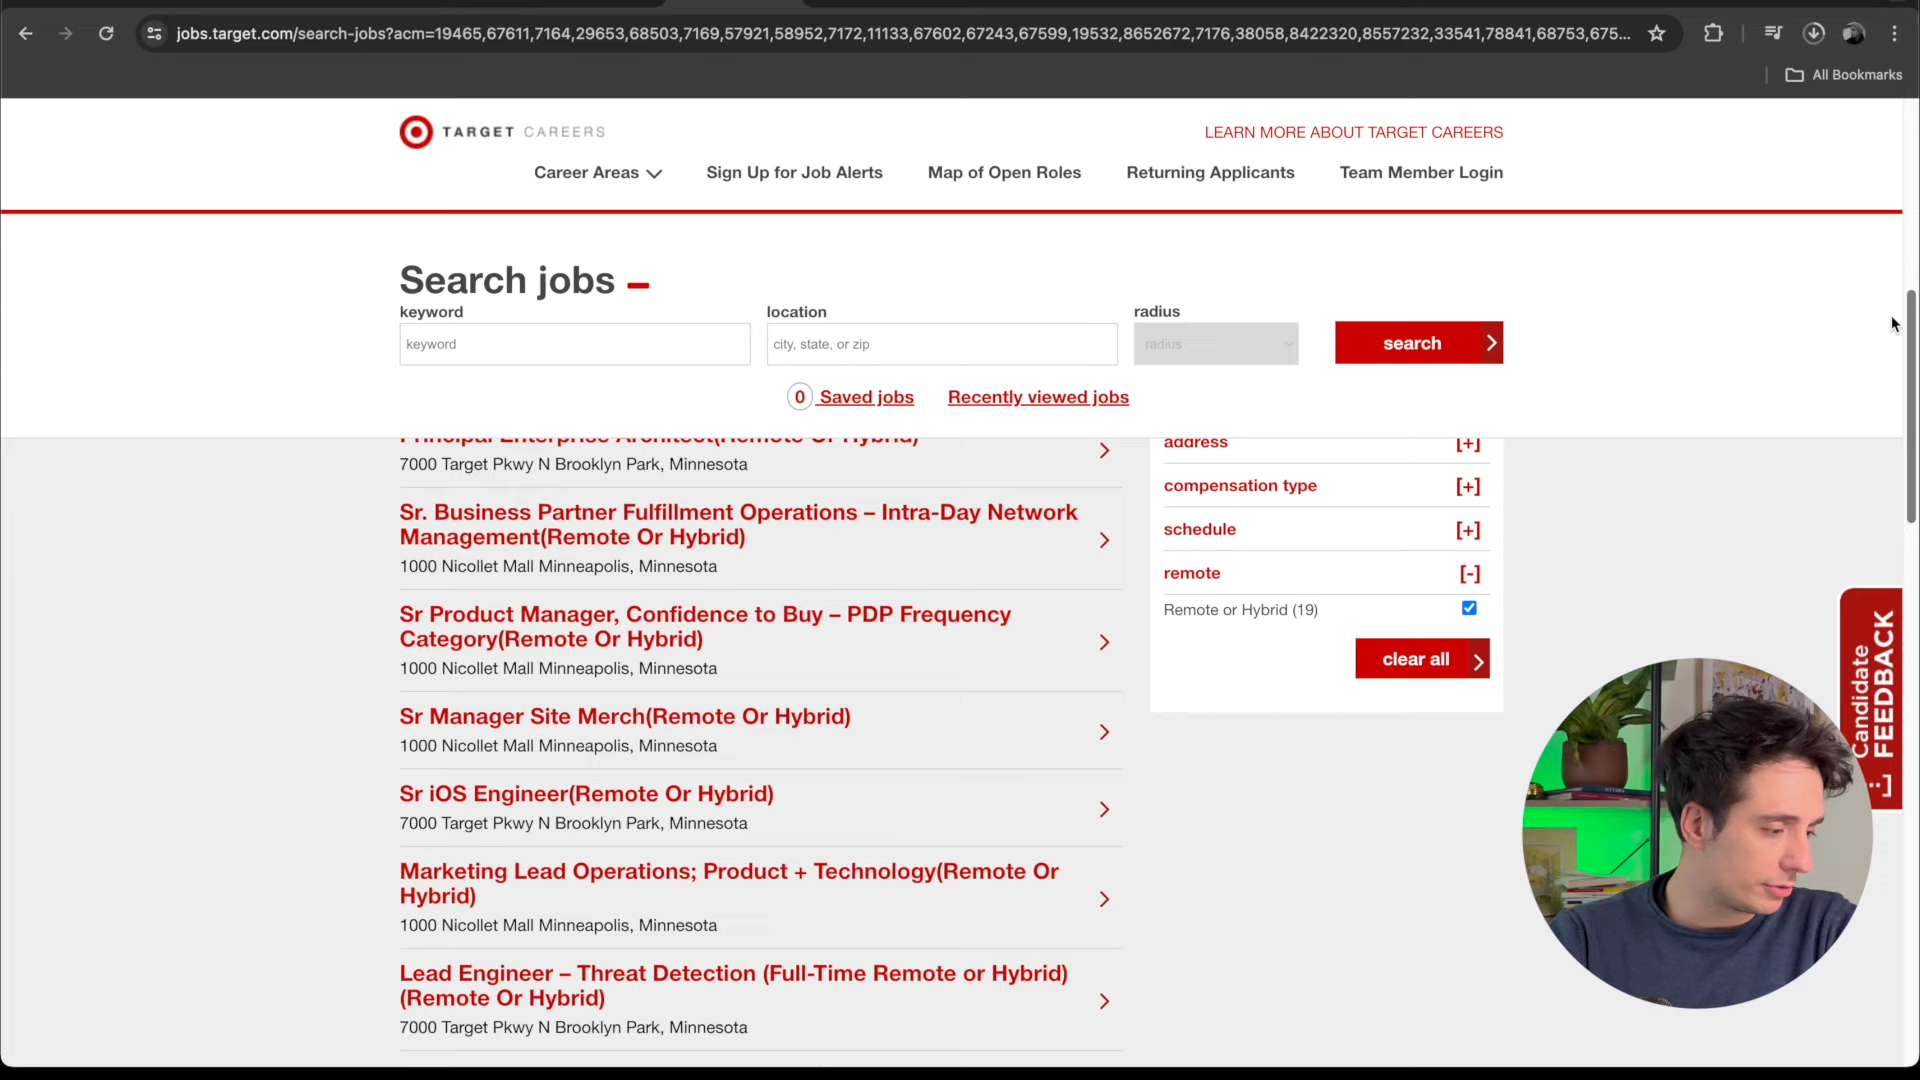 jobs.target.com/search-jobs?acm=19465,67611,7164,29653,68503,7169,57921,58952,7172,11133,67602,67243,67599,19532,8652672,7176,38058,8422320,8557232,33541,78841,68753,675...
All Bookmarks
TARGET CAREERS
LEARN MORE ABOUT TARGET CAREERS
Career Areas
Sign Up for Job Alerts
Map of Open Roles
Returning Applicants
Team Member Login
Search jobs
keyword
location
radius
keyword
city, state, or zip
radius
search
0 Saved jobs
Recently viewed jobs
Principal Enterprise Architect(Remote Or Hybrid)
7000 Target Pkwy N Brooklyn Park, Minnesota
Sr. Business Partner Fulfillment Operations – Intra-Day Network
Management(Remote Or Hybrid)
1000 Nicollet Mall Minneapolis, Minnesota
Sr Product Manager, Confidence to Buy – PDP Frequency
Category(Remote Or Hybrid)
1000 Nicollet Mall Minneapolis, Minnesota
Sr Manager Site Merch(Remote Or Hybrid)
1000 Nicollet Mall Minneapolis, Minnesota
Sr iOS Engineer(Remote Or Hybrid)
7000 Target Pkwy N Brooklyn Park, Minnesota
Marketing Lead Operations; Product + Technology(Remote Or
Hybrid)
1000 Nicollet Mall Minneapolis, Minnesota
Lead Engineer – Threat Detection (Full-Time Remote or Hybrid)
(Remote Or Hybrid)
7000 Target Pkwy N Brooklyn Park, Minnesota
address [+]
compensation type [+]
schedule [+]
remote [-]
Remote or Hybrid (19)
clear all
Candidate
FEEDBACK